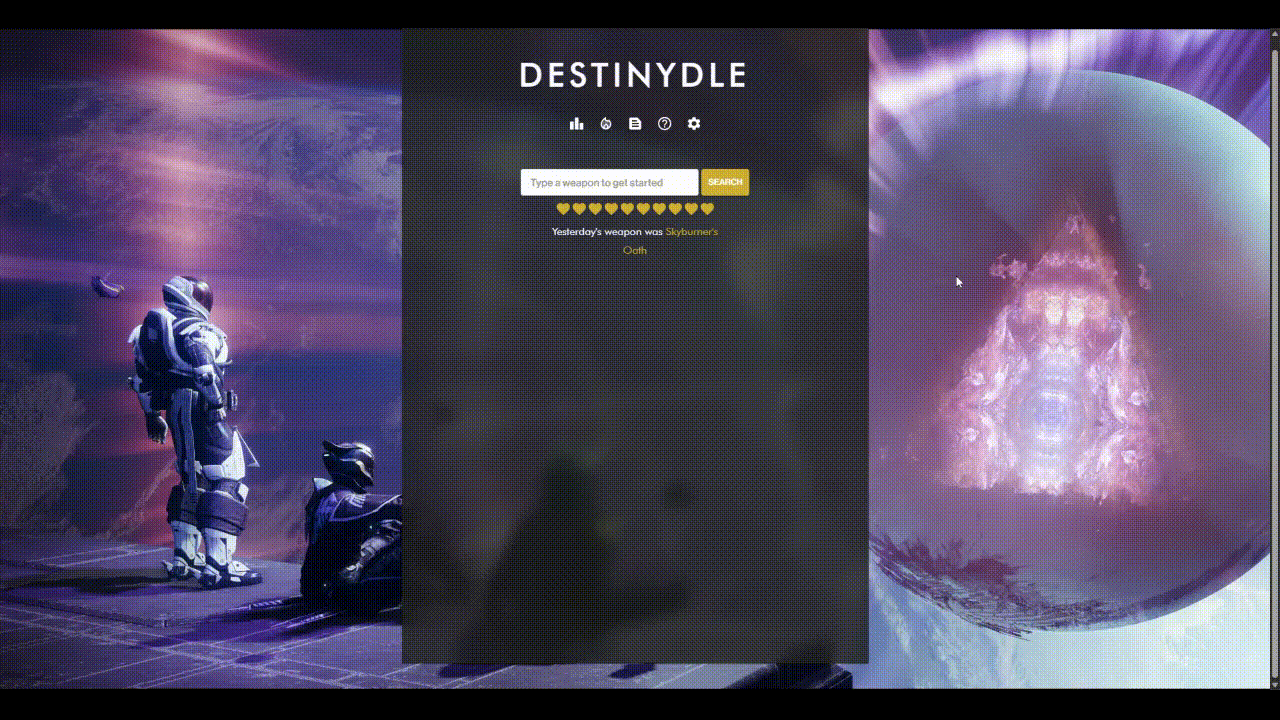 DESTINYDLE
Type a weapon to get started
SEARCH
Yesterday's weapon was Skyburner's
Oath